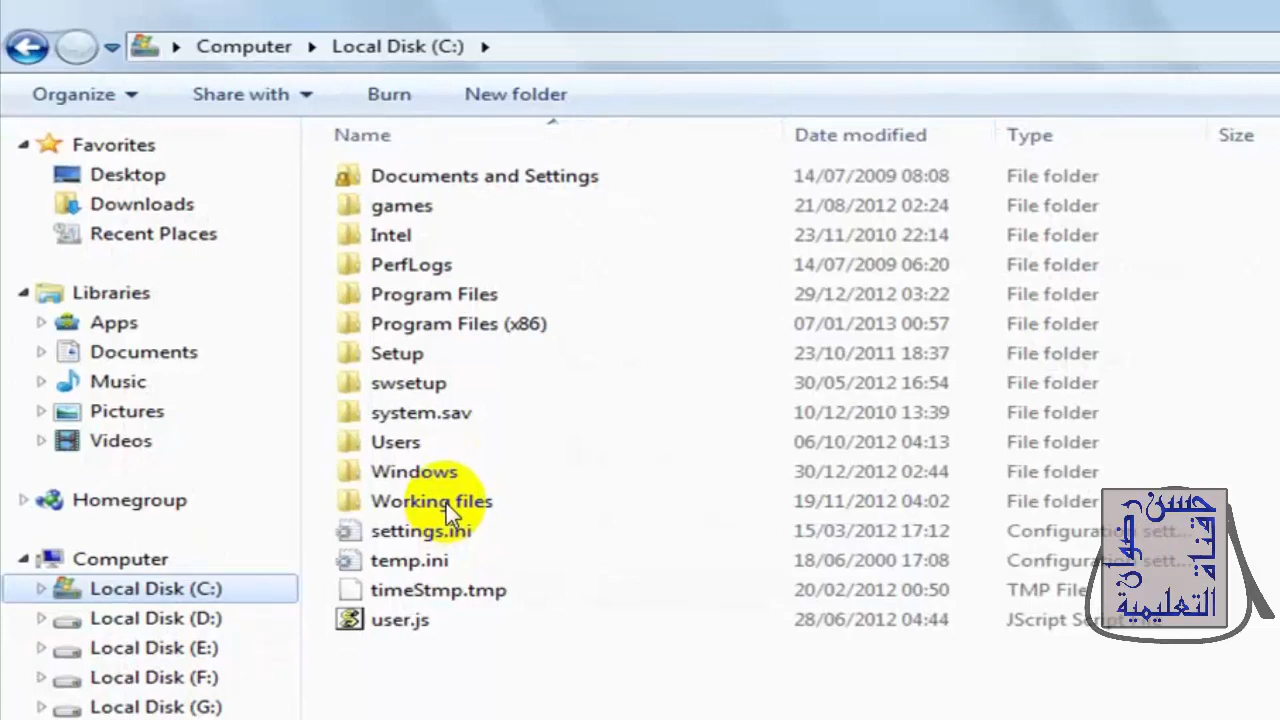 Computer Local Disk (C:)
Organize Share with Burn New folder
Name Date modified Type Size
Favorites
Desktop
Downloads
Recent Places
Libraries
Apps
Documents
Music
Pictures
Videos
Homegroup
Computer
Local Disk (C:)
Local Disk (D:)
Local Disk (E:)
Local Disk (F:)
Local Disk (G:)
Documents and Settings 14/07/2009 08:08 File folder
games 21/08/2012 02:24 File folder
Intel 23/11/2010 22:14 File folder
PerfLogs 14/07/2009 06:20 File folder
Program Files 29/12/2012 03:22 File folder
Program Files (x86) 07/01/2013 00:57 File folder
Setup 23/10/2011 18:37 File folder
swsetup 30/05/2012 16:54 File folder
system.sav 10/12/2010 13:39 File folder
Users 06/10/2012 04:13 File folder
Windows 30/12/2012 02:44 File folder
Working files 19/11/2012 04:02 File folder
settings.ini 15/03/2012 17:12 Configuration sett...
temp.ini 18/06/2000 17:08 Configuration sett...
timeStmp.tmp 20/02/2012 00:50 TMP File
user.js 28/06/2012 04:44 JScript Script File
حسن
رضوان
قناة
التعليمية